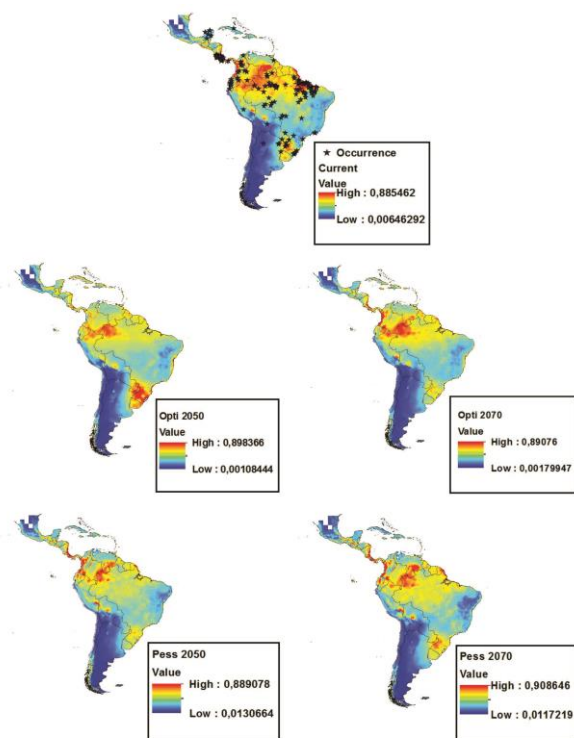 ★ Occurrence
Current
Value
High : 0,885462
Low : 0,00646292
Opti 2050
Value
High : 0,898366
Low : 0,00108444
Opti 2070
Value
High : 0,89076
Low : 0,00179947
Pess 2050
Value
High : 0,889078
Low : 0,0130664
Pess 2070
Value
High : 0,908646
Low : 0,0117219